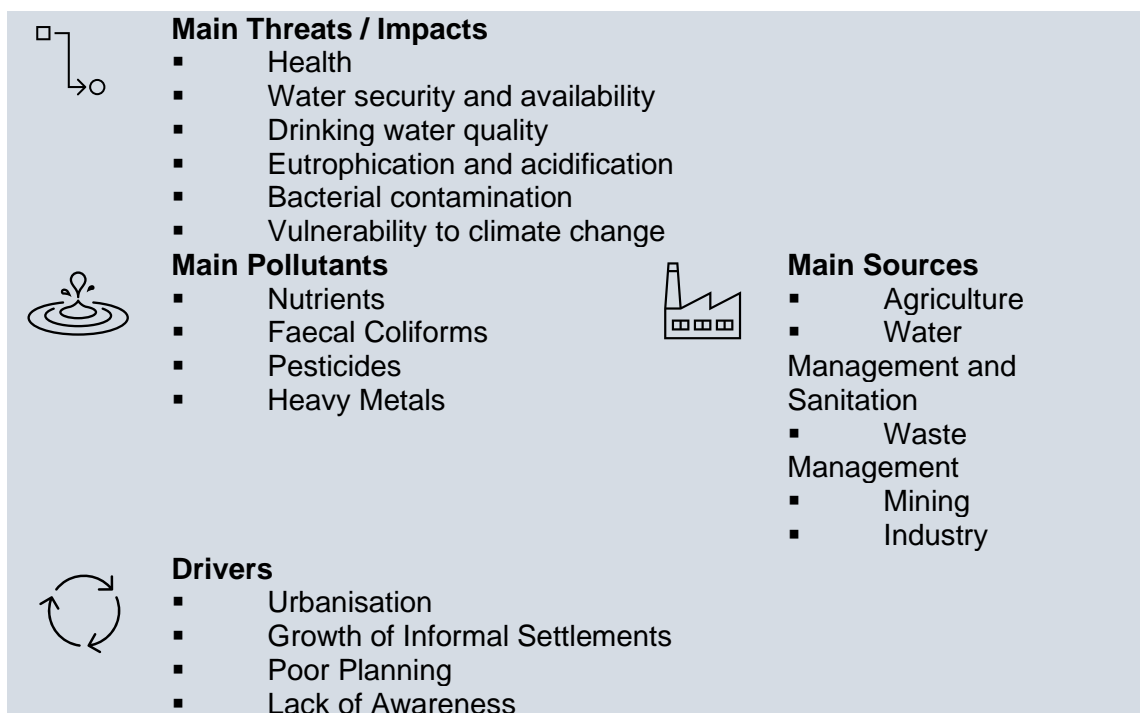 Main Threats / Impacts
▪ Health
▪ Water security and availability
▪ Drinking water quality
▪ Eutrophication and acidification
▪ Bacterial contamination
▪ Vulnerability to climate change
Main Pollutants
▪ Nutrients
▪ Faecal Coliforms
▪ Pesticides
▪ Heavy Metals
Main Sources
▪ Agriculture
▪ Water
Management and
Sanitation
▪ Waste
Management
▪ Mining
▪ Industry
Drivers
▪ Urbanisation
▪ Growth of Informal Settlements
▪ Poor Planning
▪ Lack of Awareness